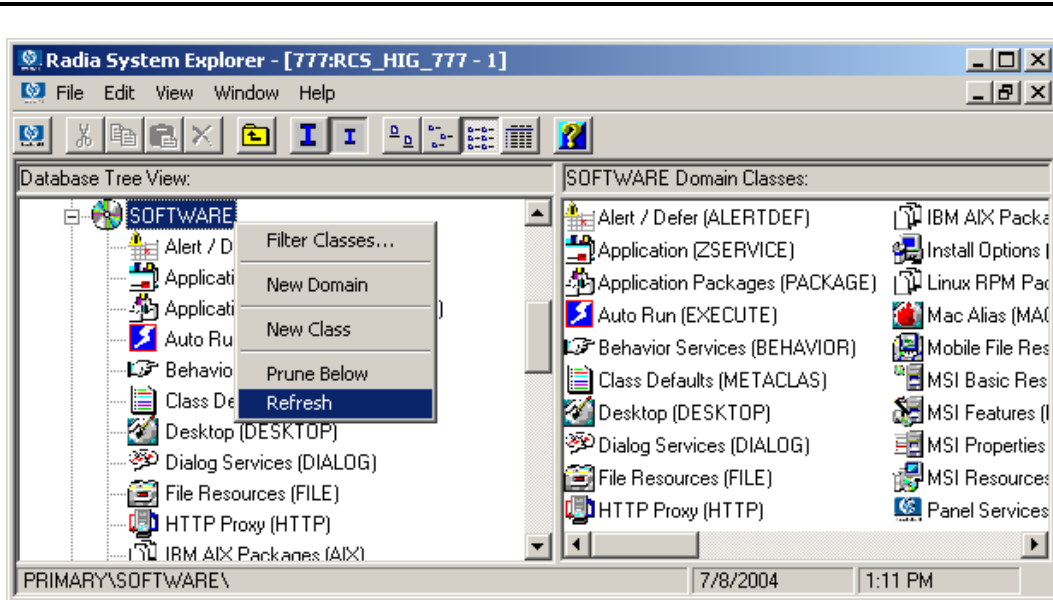 Radia System Explorer - [777:RCS_HIG_777 - 1]
File Edit View Window Help
Database Tree View:
SOFTWARE
Alert / D
Applicati
Applicati )
Auto Ru
Behavio
Class De
Desktop (DESKTOP)
Dialog Services (DIALOG)
File Resources (FILE)
HTTP Proxy (HTTP)
IBM AIX Packages (AIX)
Filter Classes...
New Domain
New Class
Prune Below
Refresh
SOFTWARE Domain Classes:
Alert / Defer (ALERTDEF)
Application (ZSERVICE)
Application Packages (PACKAGE)
Auto Run (EXECUTE)
Behavior Services (BEHAVIOR)
Class Defaults (METACLAS)
Desktop (DESKTOP)
Dialog Services (DIALOG)
File Resources (FILE)
HTTP Proxy (HTTP)
IBM AIX Packa
Install Options (
Linux RPM Pac
Mac Alias (MAC
Mobile File Res
MSI Basic Res
MSI Features (
MSI Properties
MSI Resources
Panel Services
PRIMARY\SOFTWARE\ 7/8/2004 1:11 PM